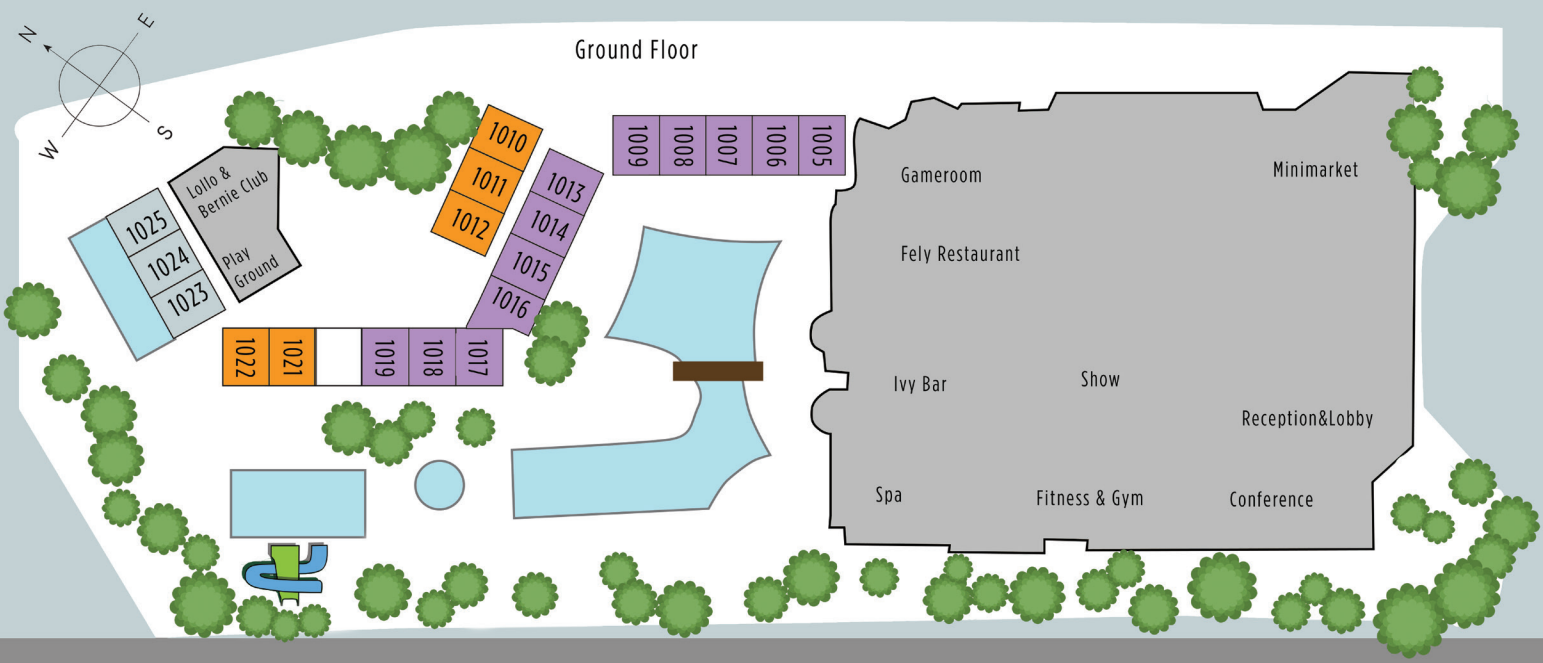 Ground Floor
N
E
S
W
1010
1011
1012
1013
1014
1015
1016
1009
1008
1007
1006
1005
Lollo &
Bernie Club
Play
Ground
1025
1024
1023
1022
1021
1019
1018
1017
Gameroom
Minimarket
Fely Restaurant
Ivy Bar
Show
Reception&Lobby
Spa
Fitness & Gym
Conference